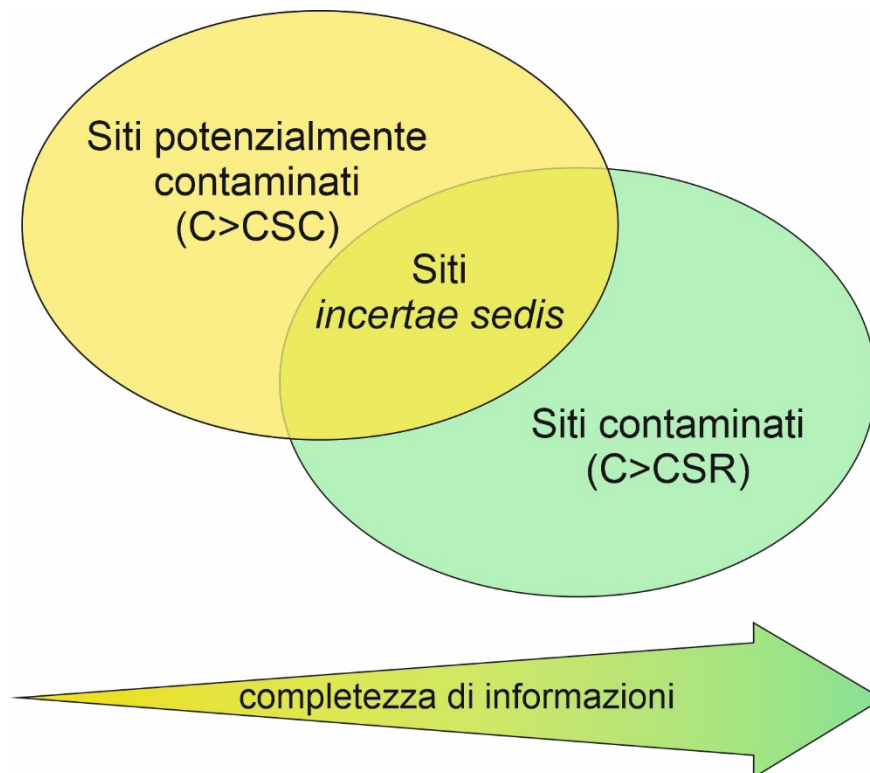 Siti potenzialmente
contaminati
(C>CSC)
Siti
incertae sedis
Siti contaminati
(C>CSR)
completezza di informazioni